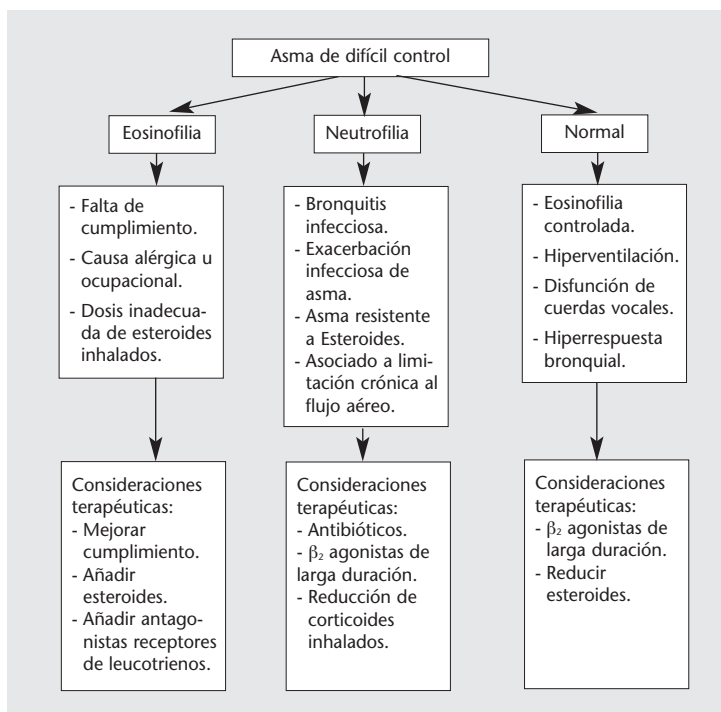 Asma de difícil control
Eosinofilia
Neutrofilia
Normal
- Falta de
cumplimiento.
- Causa alérgica u
ocupacional.
- Dosis inadecua-
da de esteroides
inhalados.
- Bronquitis
infecciosa.
- Exacerbación
infecciosa de
asma.
- Asma resistente
a Esteroides.
- Asociado a limi-
tación crónica al
flujo aéreo.
- Eosinofilia
controlada.
- Hiperventilación.
- Disfunción de
cuerdas vocales.
- Hiperrespuesta
bronquial.
Consideraciones
terapéuticas:
- Mejorar
cumplimiento.
- Añadir
esteroides.
- Añadir antago-
nistas receptores
de leucotrienos.
Consideraciones
terapéuticas:
- Antibióticos.
- β₂ agonistas de
larga duración.
- Reducción de
corticoides
inhalados.
Consideraciones
terapéuticas:
- β₂ agonistas de
larga duración.
- Reducir
esteroides.